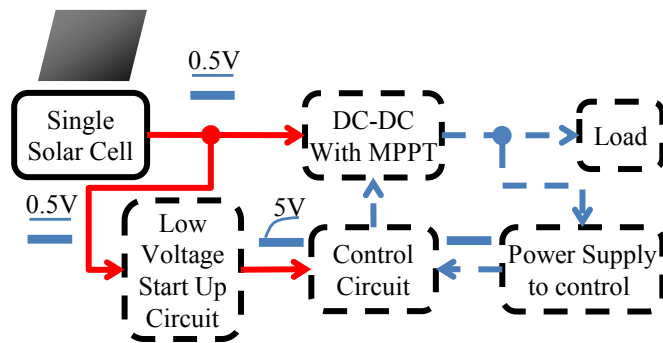 0.5V
Single
Solar Cell
DC-DC
With MPPT
Load
0.5V
Low
Voltage
Start Up
Circuit
5V
Control
Circuit
Power Supply
to control